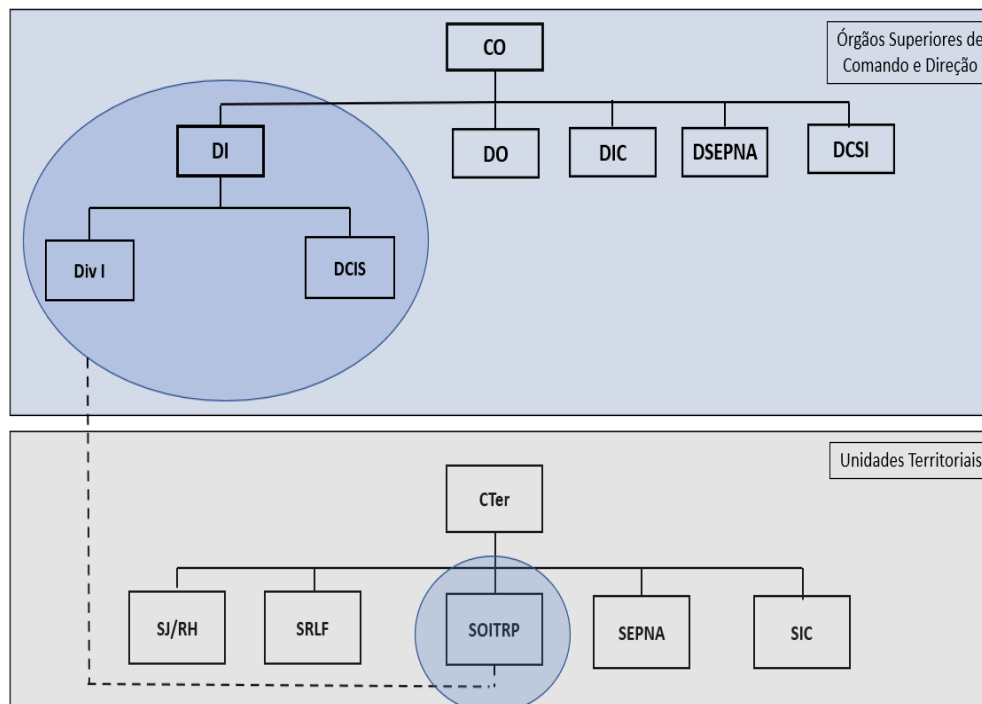 Órgãos Superiores de
Comando e Direção
CO
DI
DO
DIC
DSEPNA
DCSI
Div I
DCIS
Unidades Territoriais
CTer
SJ/RH
SRLF
SOITRP
SEPNA
SIC